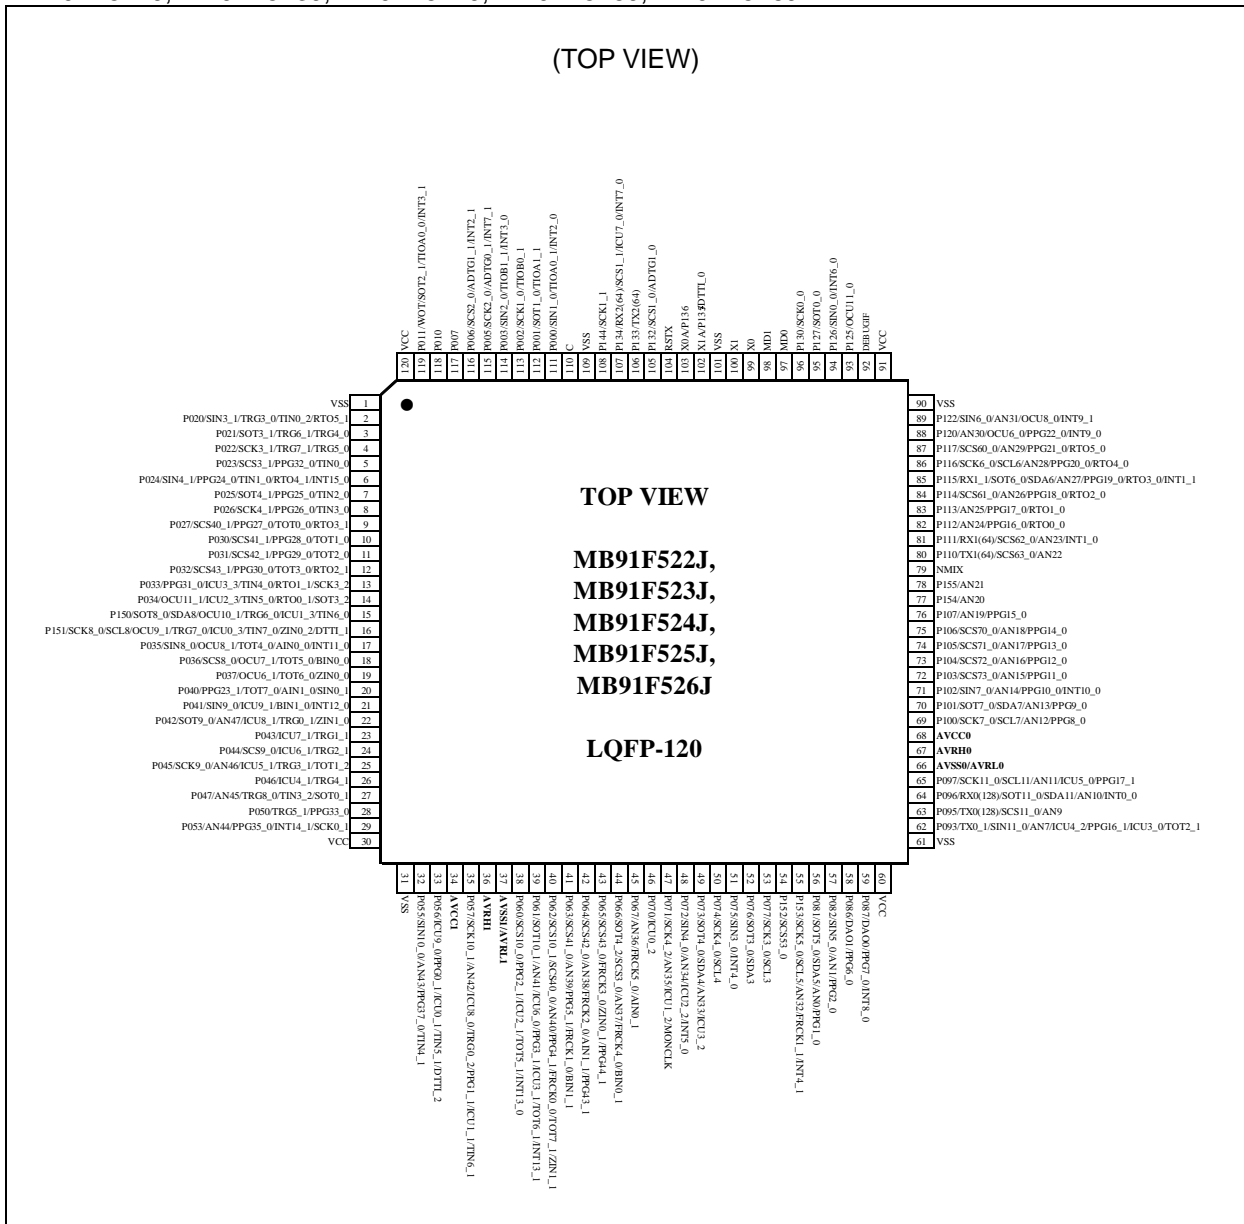 (TOP VIEW)
120 VCC
119 P011/WOT/SOT2_1/TIOA0_0/INT3_1
118 P010
117 P007
116 P006/SCS2_0/ADTG1_1/INT2_1
115 P005/SCK2_0/ADTG0_1/INT7_1
114 P003/SIN2_0/TIOB1_1/INT3_0
113 P002/SCK1_0/TIOB0_1
112 P001/SOT1_0/TIOA1_1
111 P000/SIN1_0/TIOA0_1/INT2_0
110 C
109 VSS
108 P144/SCK1_1
107 P134/RX2(64)/SCS1_1/ICU7_0/INT7_0
106 P133/TX2(64)
105 P132/SCS1_0/ADTG1_0
104 RSTX
103 X0A/P136
102 X1A/P135/DTTI_0
101 VSS
100 X1
99 X0
98 MD1
97 MD0
96 P130/SCK0_0
95 P127/SOT0_0
94 P126/SIN0_0/INT6_0
93 P125/OCU11_0
92 DEBUGIF
91 VCC
VSS 1
P020/SIN3_1/TRG3_0/TIN0_2/RTO5_1 2
P021/SOT3_1/TRG6_1/TRG4_0 3
P022/SCK3_1/TRG7_1/TRG5_0 4
P023/SCS3_1/PPG32_0/TIN0_0 5
P024/SIN4_1/PPG24_0/TIN1_0/RTO4_1/INT15_0 6
P025/SOT4_1/PPG25_0/TIN2_0 7
P026/SCK4_1/PPG26_0/TIN3_0 8
P027/SCS40_1/PPG27_0/TOT0_0/RTO3_1 9
P030/SCS41_1/PPG28_0/TOT1_0 10
P031/SCS42_1/PPG29_0/TOT2_0 11
P032/SCS43_1/PPG30_0/TOT3_0/RTO2_1 12
P033/PPG31_0/ICU3_3/TIN4_0/RTO1_1/SCK3_2 13
P034/OCU11_1/ICU2_3/TIN5_0/RTO0_1/SOT3_2 14
P150/SOT8_0/SDA8/OCU10_1/TRG6_0/ICU1_3/TIN6_0 15
P151/SCK8_0/SCL8/OCU9_1/TRG7_0/ICU0_3/TIN7_0/ZIN0_2/DTTI_1 16
P035/SIN8_0/OCU8_1/TOT4_0/AIN0_0/INT11_0 17
P036/SCS8_0/OCU7_1/TOT5_0/BIN0_0 18
P037/OCU6_1/TOT6_0/ZIN0_0 19
P040/PPG23_1/TOT7_0/AIN1_0/SIN0_1 20
P041/SIN9_0/ICU9_1/BIN1_0/INT12_0 21
P042/SOT9_0/AN47/ICU8_1/TRG0_1/ZIN1_0 22
P043/ICU7_1/TRG1_1 23
P044/SCS9_0/ICU6_1/TRG2_1 24
P045/SCK9_0/AN46/ICU5_1/TRG3_1/TOT1_2 25
P046/ICU4_1/TRG4_1 26
P047/AN45/TRG8_0/TIN3_2/SOT0_1 27
P050/TRG5_1/PPG33_0 28
P053/AN44/PPG35_0/INT14_1/SCK0_1 29
VCC 30
TOP VIEW
MB91F522J,
MB91F523J,
MB91F524J,
MB91F525J,
MB91F526J
LQFP-120
90 VSS
89 P122/SIN6_0/AN31/OCU8_0/INT9_1
88 P120/AN30/OCU6_0/PPG22_0/INT9_0
87 P117/SCS60_0/AN29/PPG21_0/RTO5_0
86 P116/SCK6_0/SCL6/AN28/PPG20_0/RTO4_0
85 P115/RX1_1/SOT6_0/SDA6/AN27/PPG19_0/RTO3_0/INT1_1
84 P114/SCS61_0/AN26/PPG18_0/RTO2_0
83 P113/AN25/PPG17_0/RTO1_0
82 P112/AN24/PPG16_0/RTO0_0
81 P111/RX1(64)/SCS62_0/AN23/INT1_0
80 P110/TX1(64)/SCS63_0/AN22
79 NMIX
78 P155/AN21
77 P154/AN20
76 P107/AN19/PPG15_0
75 P106/SCS70_0/AN18/PPG14_0
74 P105/SCS71_0/AN17/PPG13_0
73 P104/SCS72_0/AN16/PPG12_0
72 P103/SCS73_0/AN15/PPG11_0
71 P102/SIN7_0/AN14/PPG10_0/INT10_0
70 P101/SOT7_0/SDA7/AN13/PPG9_0
69 P100/SCK7_0/SCL7/AN12/PPG8_0
68 AVCC0
67 AVRH0
66 AVSS0/AVRL0
65 P097/SCK11_0/SCL11/AN11/ICU5_0/PPG17_1
64 P096/RX0(128)/SOT11_0/SDA11/AN10/INT0_0
63 P095/TX0(128)/SCS11_0/AN9
62 P093/TX0_1/SIN11_0/AN7/ICU4_2/PPG16_1/ICU3_0/TOT2_1
61 VSS
31 VSS
32 P055/SIN10_0/AN43/PPG37_0/TIN4_1
33 P056/ICU9_0/PPG0_1/ICU0_1/TIN5_1/DTTI_2
34 AVCC1
35 P057/SCK10_1/AN42/ICU8_0/TRG0_2/PPG1_1/ICU1_1/TIN6_1
36 AVRH1
37 AVSS1/AVRL1
38 P060/SCS10_0/PPG2_1/ICU2_1/TOT5_1/INT13_0
39 P061/SOT10_1/AN41/ICU6_0/PPG3_1/ICU3_1/TOT6_1/INT13_1
40 P062/SCS10_1/SCS40_0/AN40/PPG4_1/FRCK0_0/TOT7_1/ZIN1_1
41 P063/SCS41_0/AN39/PPG5_1/FRCK1_0/BIN1_1
42 P064/SCS42_0/AN38/FRCK2_0/AIN1_1/PPG43_1
43 P065/SCS43_0/FRCK3_0/ZIN0_1/PPG44_1
44 P066/SOT4_2/SCS3_0/AN37/FRCK4_0/BIN0_1
45 P067/AN36/FRCK5_0/AIN0_1
46 P070/ICU0_2
47 P071/SCK4_2/AN35/ICU1_2/MONCLK
48 P072/SIN4_0/AN34/ICU2_2/INT5_0
49 P073/SOT4_0/SDA4/AN33/ICU3_2
50 P074/SCK4_0/SCL4
51 P075/SIN3_0/INT4_0
52 P076/SOT3_0/SDA3
53 P077/SCK3_0/SCL3
54 P152/SCS53_0
55 P153/SCK5_0/SCL5/AN32/FRCK1_1/INT4_1
56 P081/SOT5_0/SDA5/AN0/PPG1_0
57 P082/SIN5_0/AN1/PPG2_0
58 P086/DAO1/PPG6_0
59 P087/DAO0/PPG7_0/INT8_0
60 VCC